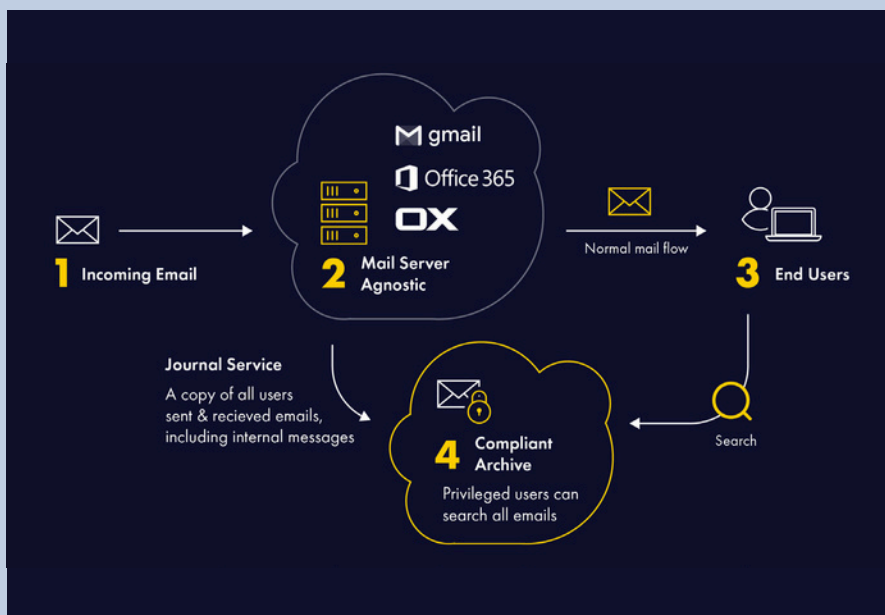 gmail
Office 365
OX
1 Incoming Email
2 Mail Server
Agnostic
Normal mail flow
3 End Users
Journal Service
A copy of all users
sent & recieved emails,
including internal messages
4 Compliant
Archive
Privileged users can
search all emails
Search